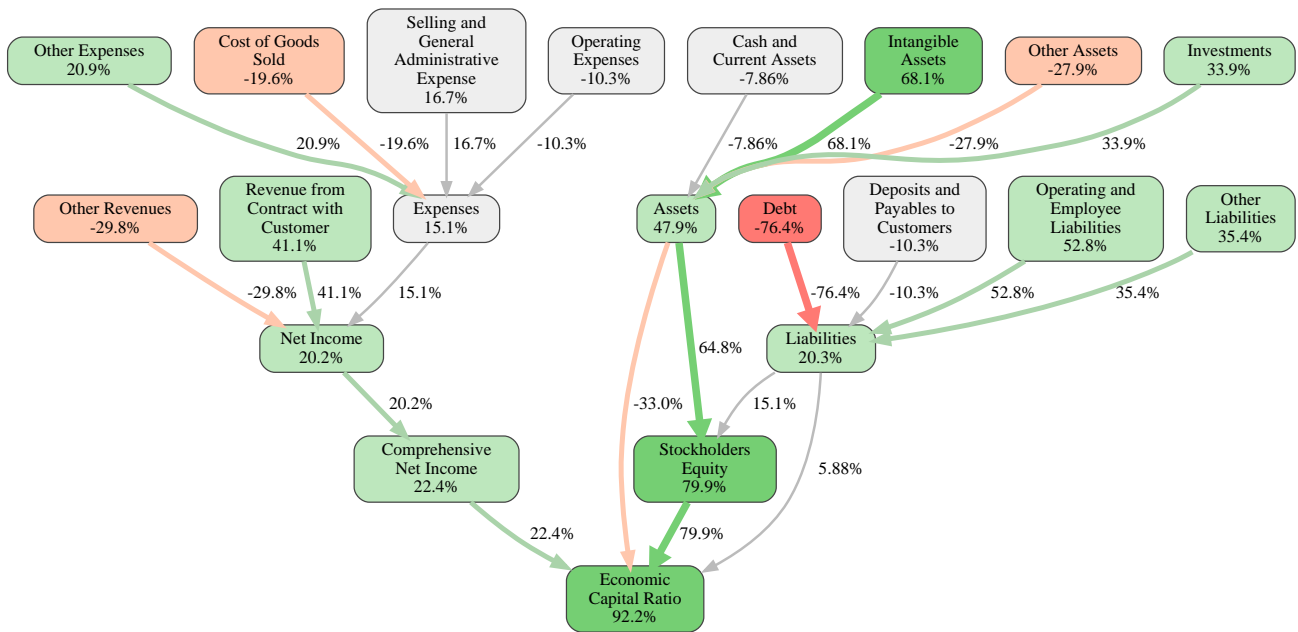 Other Expenses
20.9%
Cost of Goods
Sold
-19.6%
Selling and
General
Administrative
Expense
16.7%
Operating
Expenses
-10.3%
Cash and
Current Assets
-7.86%
Intangible
Assets
68.1%
Other Assets
-27.9%
Investments
33.9%
20.9%
-19.6%
16.7%
-10.3%
-7.86%
68.1%
-27.9%
33.9%
Other Revenues
-29.8%
Revenue from
Contract with
Customer
41.1%
Expenses
15.1%
Assets
47.9%
Debt
-76.4%
Deposits and
Payables to
Customers
-10.3%
Operating and
Employee
Liabilities
52.8%
Other
Liabilities
35.4%
-29.8%
41.1%
15.1%
-76.4%
-10.3%
52.8%
35.4%
Net Income
20.2%
64.8%
Liabilities
20.3%
20.2%
-33.0%
15.1%
Comprehensive
Net Income
22.4%
Stockholders
Equity
79.9%
5.88%
22.4%
79.9%
Economic
Capital Ratio
92.2%